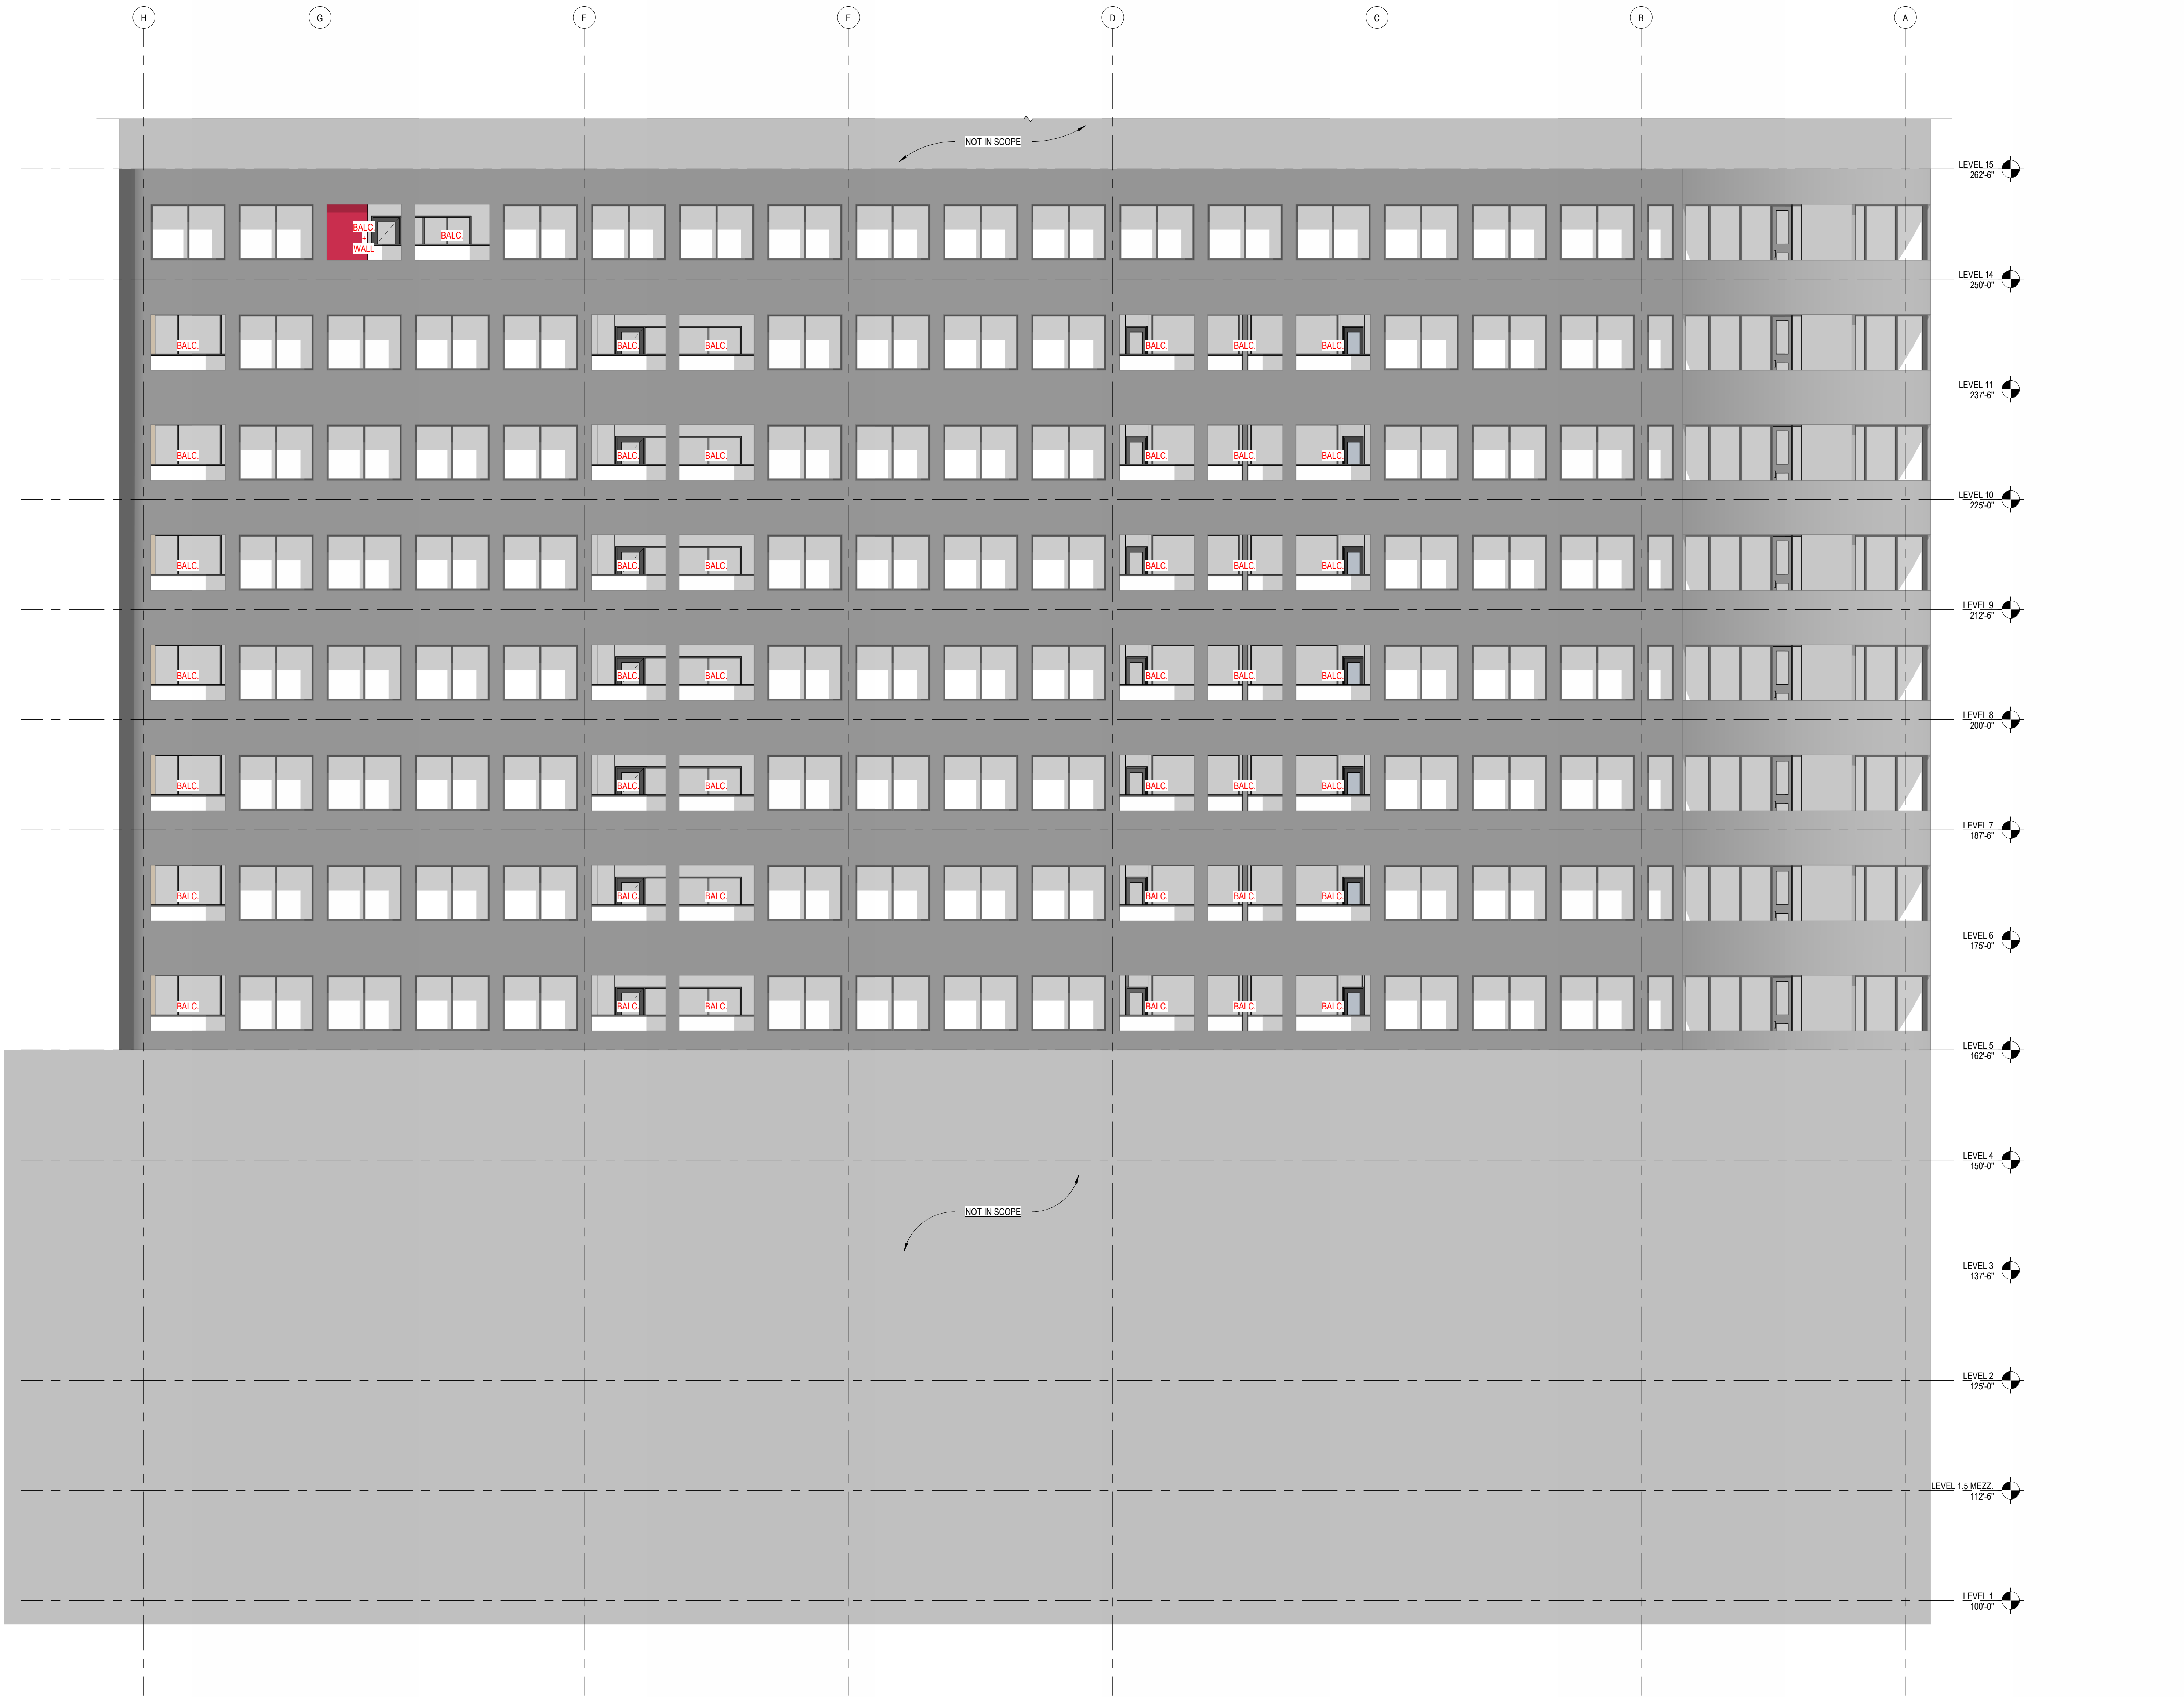 H G F E D C B A
NOT IN SCOPE
LEVEL 15
262'-6"
BALC.
+
WALL
BALC.
LEVEL 14
250'-0"
BALC. BALC. BALC. BALC. BALC. BALC.
LEVEL 11
237'-6"
BALC. BALC. BALC. BALC. BALC. BALC.
LEVEL 10
225'-0"
BALC. BALC. BALC. BALC. BALC. BALC.
LEVEL 9
212'-6"
BALC. BALC. BALC. BALC. BALC. BALC.
LEVEL 8
200'-0"
BALC. BALC. BALC. BALC. BALC. BALC.
LEVEL 7
187'-6"
BALC. BALC. BALC. BALC. BALC. BALC.
LEVEL 6
175'-0"
BALC. BALC. BALC. BALC. BALC. BALC.
LEVEL 5
162'-6"
LEVEL 4
150'-0"
NOT IN SCOPE
LEVEL 3
137'-6"
LEVEL 2
125'-0"
LEVEL 1.5 MEZZ.
112'-6"
LEVEL 1
100'-0"